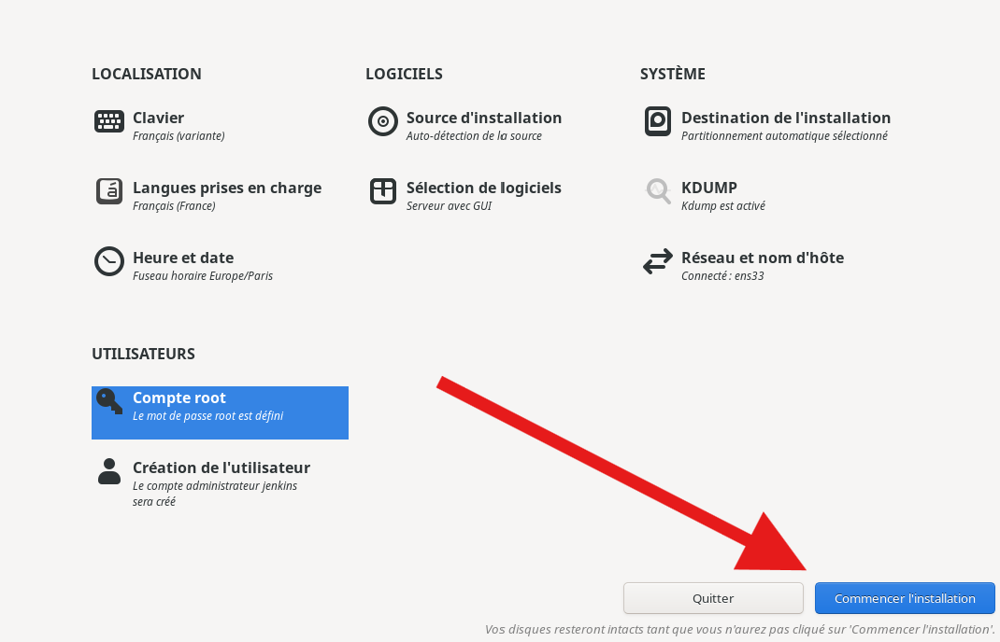 LOCALISATION
Clavier
Français (variante)
Langues prises en charge
Français (France)
Heure et date
Fuseau horaire Europe/Paris
LOGICIELS
Source d'installation
Auto-détection de la source
Sélection de logiciels
Serveur avec GUI
SYSTÈME
Destination de l'installation
Partitionnement automatique sélectionné
KDUMP
Kdump est activé
Réseau et nom d'hôte
Connecté : ens33
UTILISATEURS
Compte root
Le mot de passe root est défini
Création de l'utilisateur
Le compte administrateur jenkins
sera créé
Quitter
Commencer l'installation
Vos disques resteront intacts tant que vous n'aurez pas cliqué sur 'Commencer l'installation'.